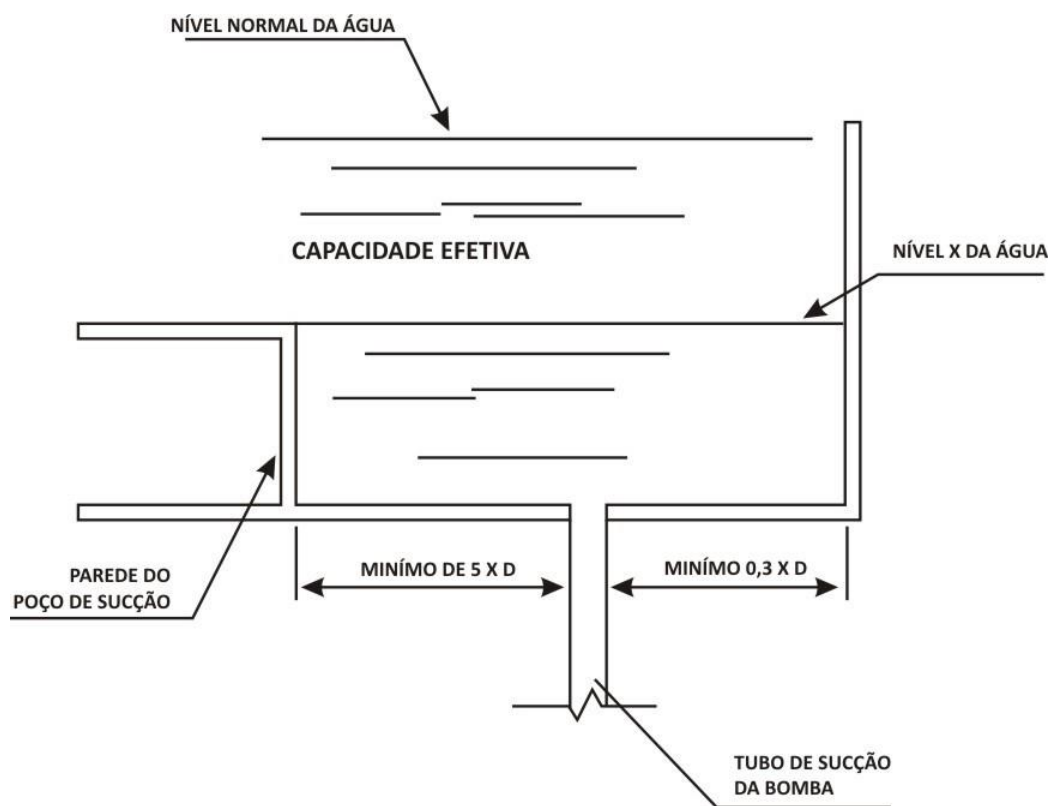 NÍVEL NORMAL DA ÁGUA
CAPACIDADE EFETIVA
NÍVEL X DA ÁGUA
PAREDE DO
POÇO DE SUCÇÃO
MINÍMO DE 5 X D
MINÍMO 0,3 X D
TUBO DE SUCÇÃO
DA BOMBA